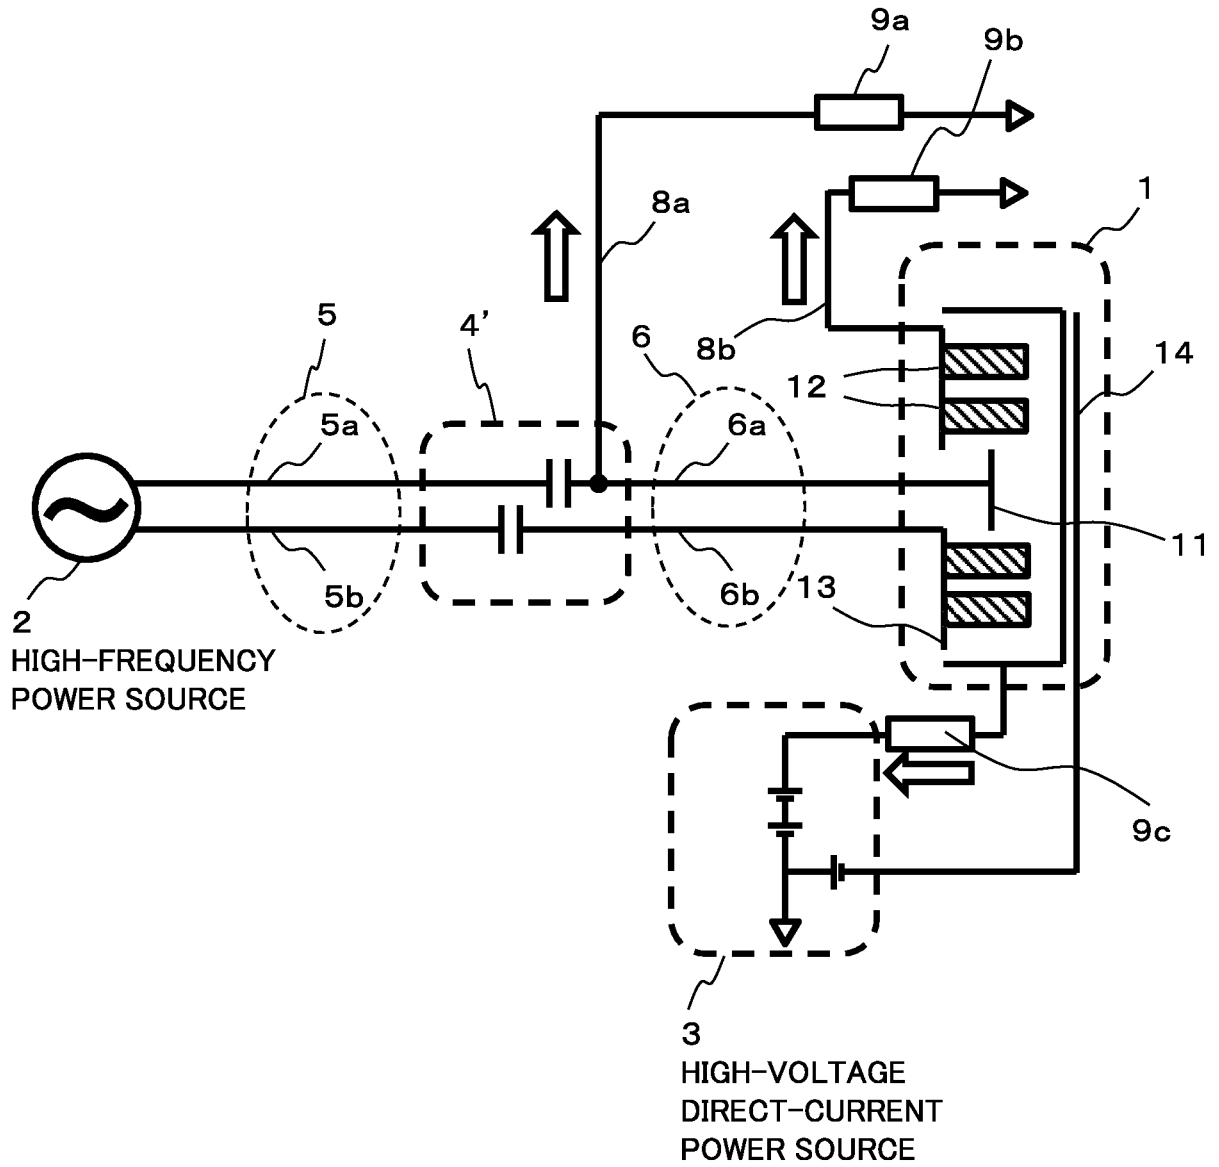 9a
9b
1
8a
5
4'
6
8b
12
14
5a
6a
11
5b
6b
13
2
HIGH-FREQUENCY
POWER SOURCE
9c
3
HIGH-VOLTAGE
DIRECT-CURRENT
POWER SOURCE